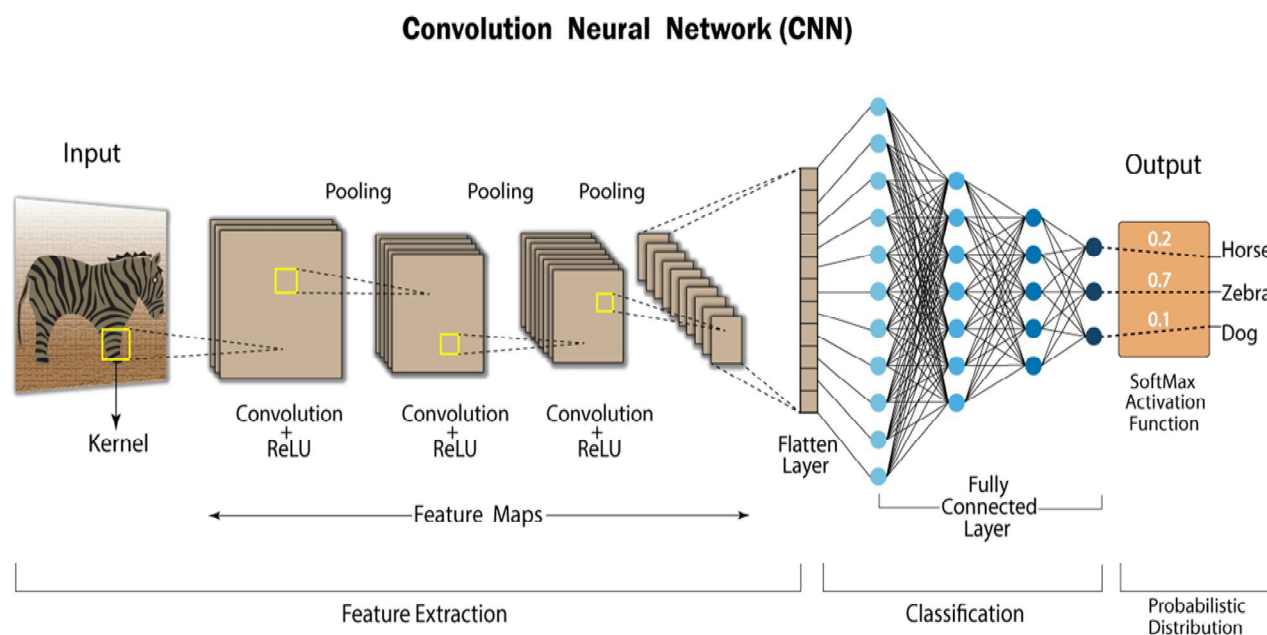 Convolution Neural Network (CNN)
Input
Pooling
Pooling
Pooling
Output
0.2
Horse
0.7
Zebra
0.1
Dog
Kernel
Convolution
+
ReLU
Convolution
+
ReLU
Convolution
+
ReLU
Flatten
Layer
SoftMax
Activation
Function
Feature Maps
Fully
Connected
Layer
Feature Extraction
Classification
Probabilistic
Distribution